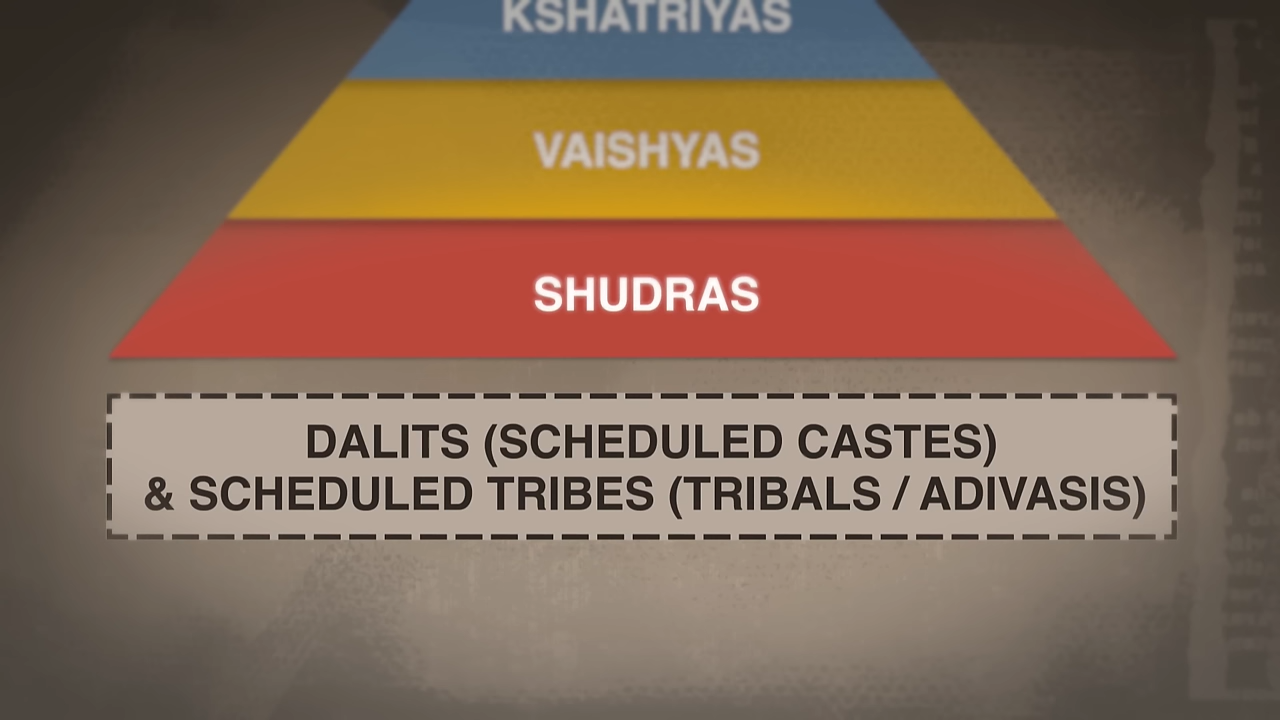 KSHATRIYAS
VAISHYAS
SHUDRAS
DALITS (SCHEDULED CASTES)
& SCHEDULED TRIBES (TRIBALS / ADIVASIS)